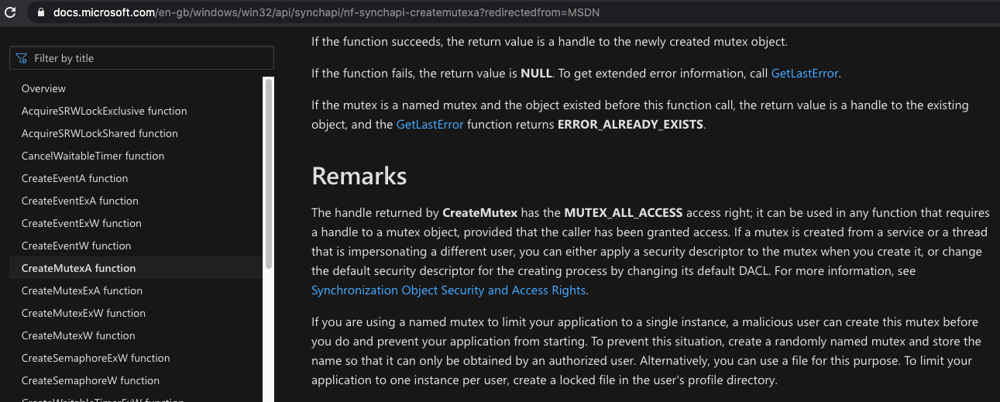 docs.microsoft.com/en-gb/windows/win32/api/synchapi/nf-synchapi-createmutexa?redirectedfrom=MSDN
Filter by title
Overview
AcquireSRWLockExclusive function
AcquireSRWLockShared function
CancelWaitableTimer function
CreateEventA function
CreateEventExA function
CreateEventExW function
CreateEventW function
CreateMutexA function
CreateMutexExA function
CreateMutexExW function
CreateMutexW function
CreateSemaphoreExW function
CreateSemaphoreW function
CreateWaitableTimerExW function
If the function succeeds, the return value is a handle to the newly created mutex object.
If the function fails, the return value is NULL. To get extended error information, call GetLastError.
If the mutex is a named mutex and the object existed before this function call, the return value is a handle to the existing
object, and the GetLastError function returns ERROR_ALREADY_EXISTS.
Remarks
The handle returned by CreateMutex has the MUTEX_ALL_ACCESS access right; it can be used in any function that requires
a handle to a mutex object, provided that the caller has been granted access. If a mutex is created from a service or a thread
that is impersonating a different user, you can either apply a security descriptor to the mutex when you create it, or change
the default security descriptor for the creating process by changing its default DACL. For more information, see
Synchronization Object Security and Access Rights.
If you are using a named mutex to limit your application to a single instance, a malicious user can create this mutex before
you do and prevent your application from starting. To prevent this situation, create a randomly named mutex and store the
name so that it can only be obtained by an authorized user. Alternatively, you can use a file for this purpose. To limit your
application to one instance per user, create a locked file in the user's profile directory.